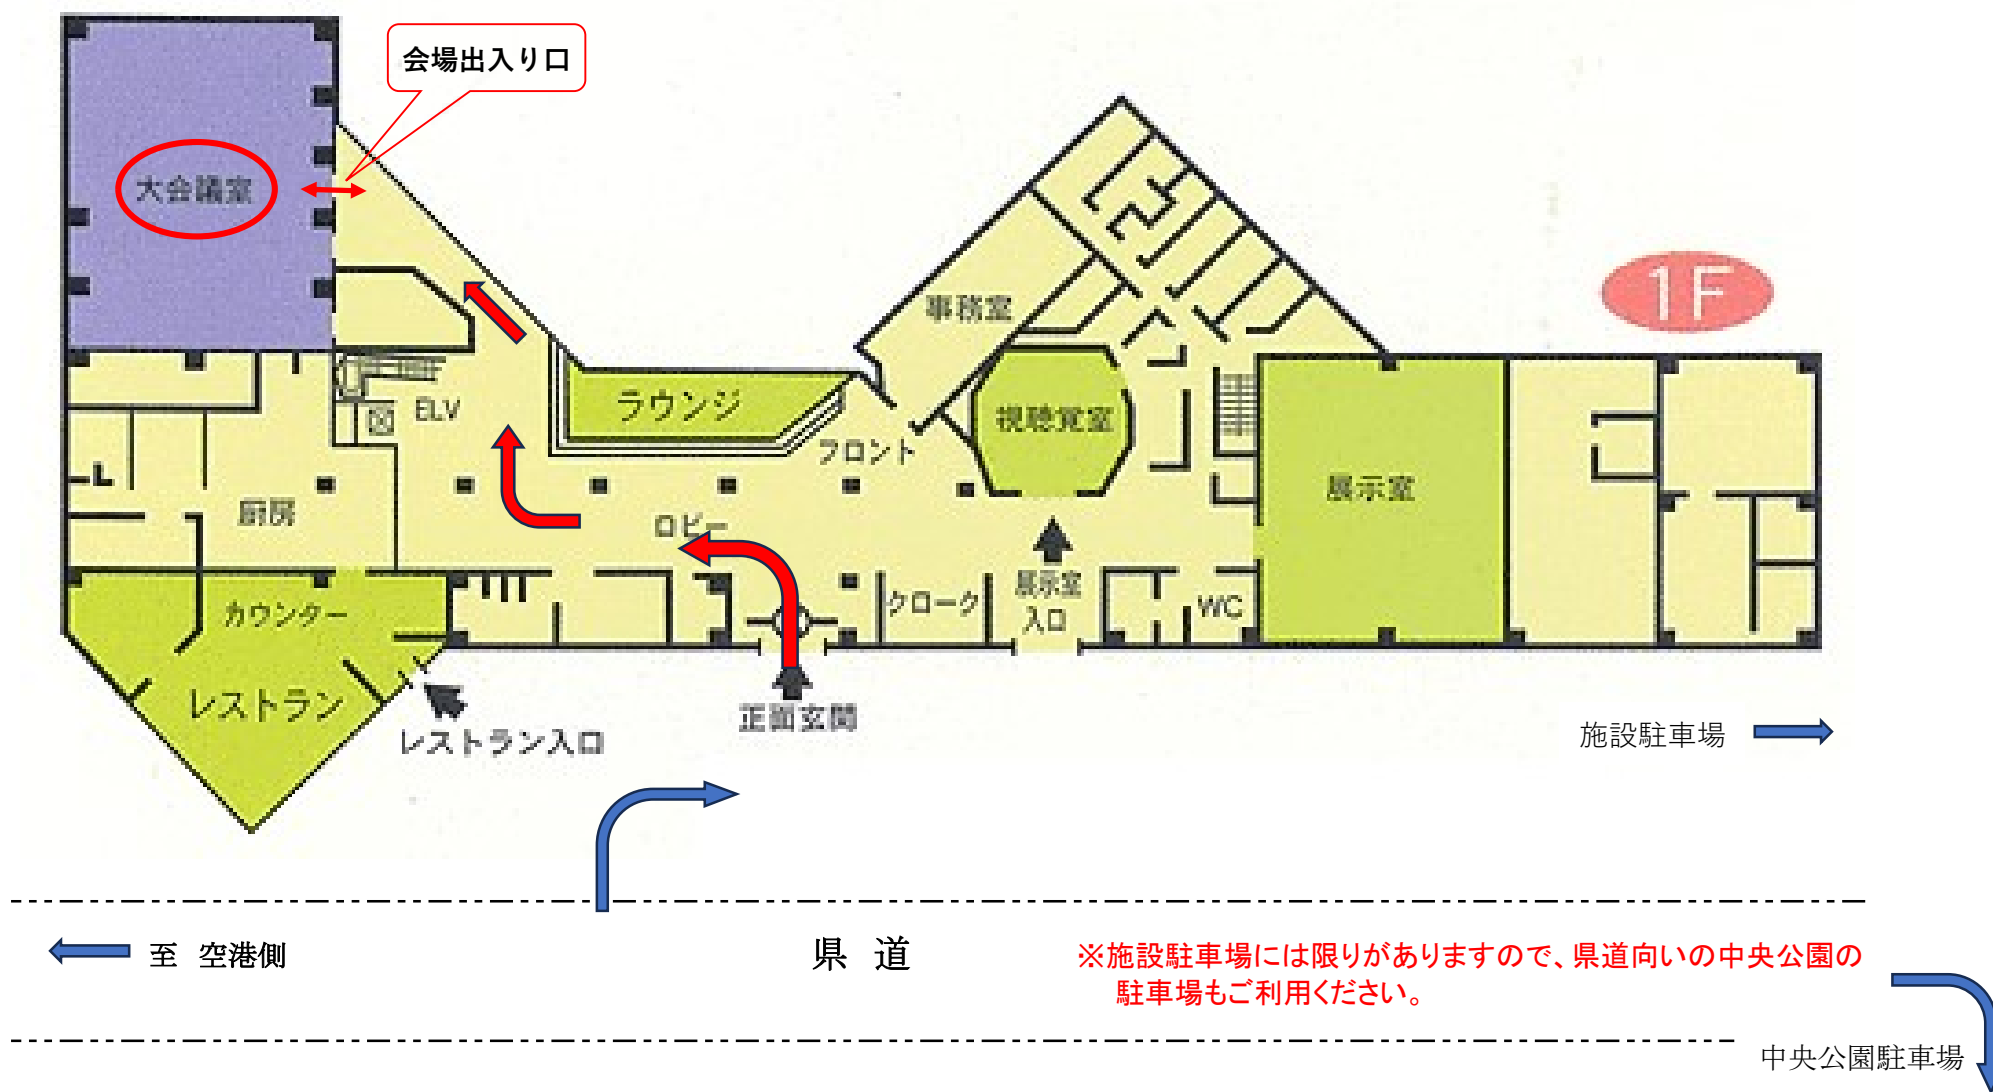 会場出入り口
大会議室
1F
事務室
ラウンジ
視聴覚室
ELV
フロント
展示室
厨房
ロビー
展示室
入口
カウンター
クローク
WC
レストラン
正面玄関
レストラン入口
施設駐車場
至 空港側
県 道
※施設駐車場には限りがありますので、県道向いの中央公園の
駐車場もご利用ください。
中央公園駐車場